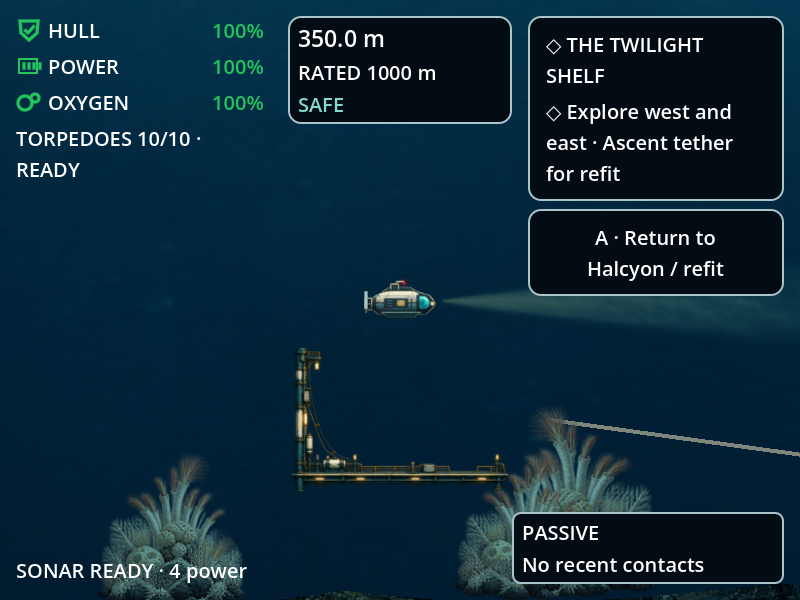 HULL 100%
POWER 100%
OXYGEN 100%
TORPEDOES 10/10 ·
READY
350.0 m
RATED 1000 m
SAFE
◇ THE TWILIGHT
SHELF
◇ Explore west and
east · Ascent tether
for refit
A · Return to
Halcyon / refit
SONAR READY · 4 power
PASSIVE
No recent contacts